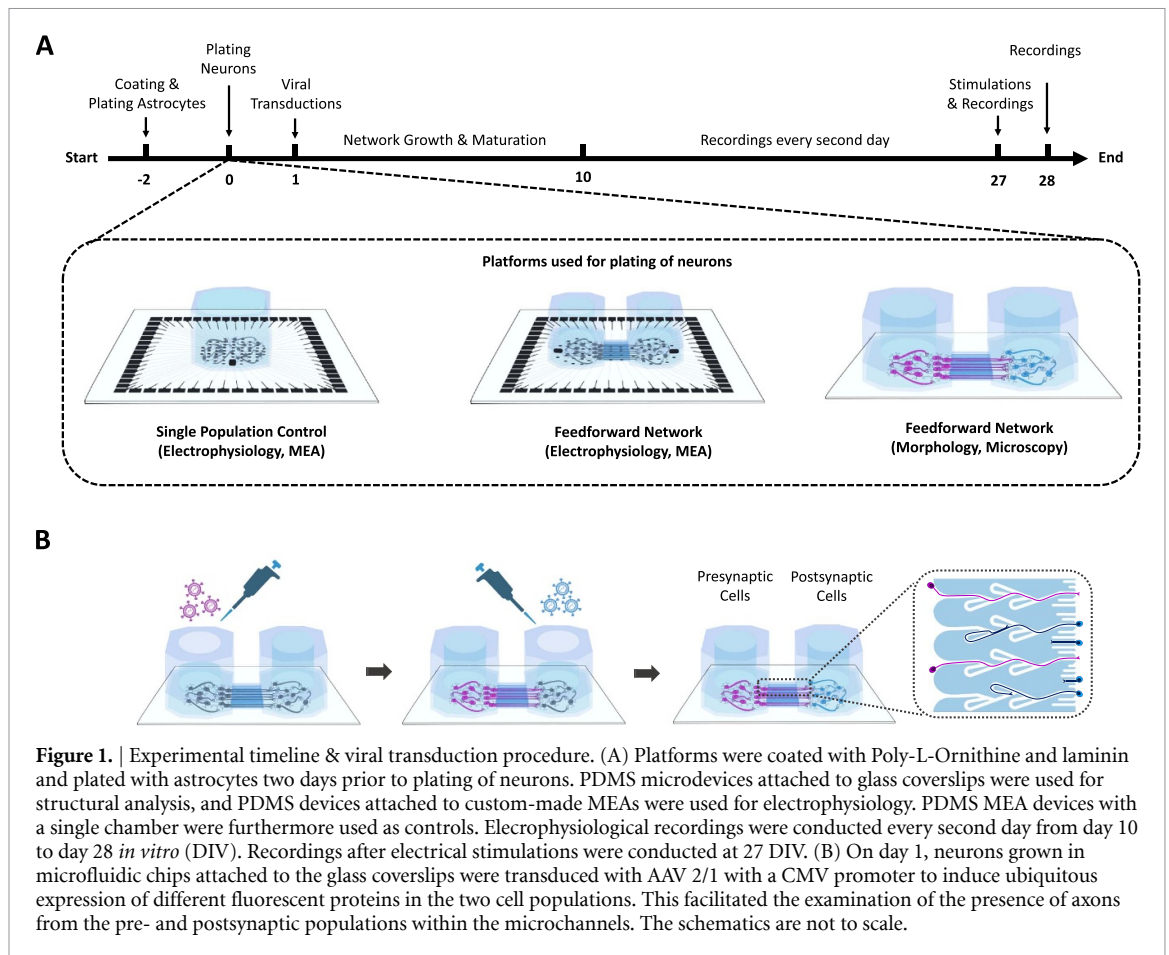 A
Plating
Neurons
Recordings
Coating &
Plating Astrocytes
Viral
Transductions
Stimulations
& Recordings
Network Growth & Maturation
Recordings every second day
Start
End
-2
0
1
10
27
28
Platforms used for plating of neurons
Single Population Control
(Electrophysiology, MEA)
Feedforward Network
(Electrophysiology, MEA)
Feedforward Network
(Morphology, Microscopy)
B
Presynaptic
Cells
Postsynaptic
Cells
Figure 1. | Experimental timeline & viral transduction procedure. (A) Platforms were coated with Poly-L-Ornithine and laminin
and plated with astrocytes two days prior to plating of neurons. PDMS microdevices attached to glass coverslips were used for
structural analysis, and PDMS devices attached to custom-made MEAs were used for electrophysiology. PDMS MEA devices with
a single chamber were furthermore used as controls. Elecrophysiological recordings were conducted every second day from day 10
to day 28 in vitro (DIV). Recordings after electrical stimulations were conducted at 27 DIV. (B) On day 1, neurons grown in
microfluidic chips attached to the glass coverslips were transduced with AAV 2/1 with a CMV promoter to induce ubiquitous
expression of different fluorescent proteins in the two cell populations. This facilitated the examination of the presence of axons
from the pre- and postsynaptic populations within the microchannels. The schematics are not to scale.